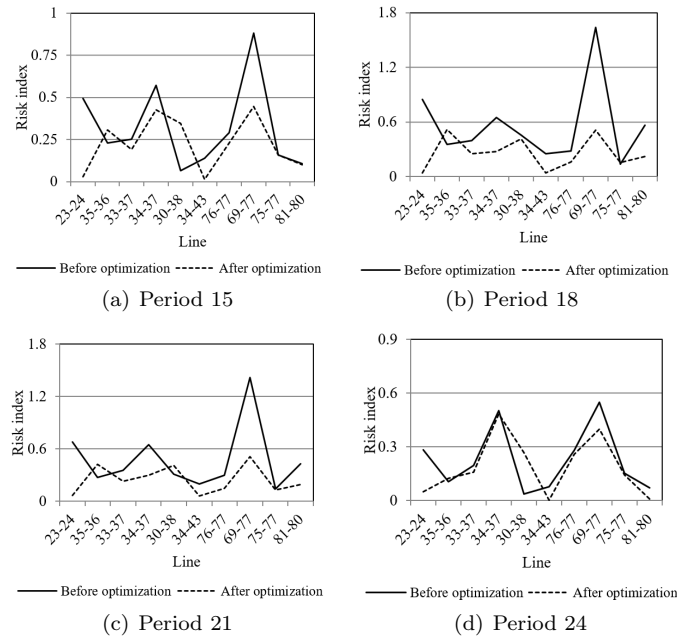 1
0.75
0.5
0.25
0
Risk index
23-24
35-36
33-37
34-37
30-38
34-43
76-77
69-77
75-77
81-80
Line
Before optimization
After optimization
(a) Period 15
1.8
1.2
0.6
0
Risk index
23-24
35-36
33-37
34-37
30-38
34-43
76-77
69-77
75-77
81-80
Line
Before optimization
After optimization
(b) Period 18
1.8
1.2
0.6
0
Risk index
23-24
35-36
33-37
34-37
30-38
34-43
76-77
69-77
75-77
81-80
Line
Before optimization
After optimization
(c) Period 21
0.9
0.6
0.3
0
Risk index
23-24
35-36
33-37
34-37
30-38
34-43
76-77
69-77
75-77
81-80
Line
Before optimization
After optimization
(d) Period 24